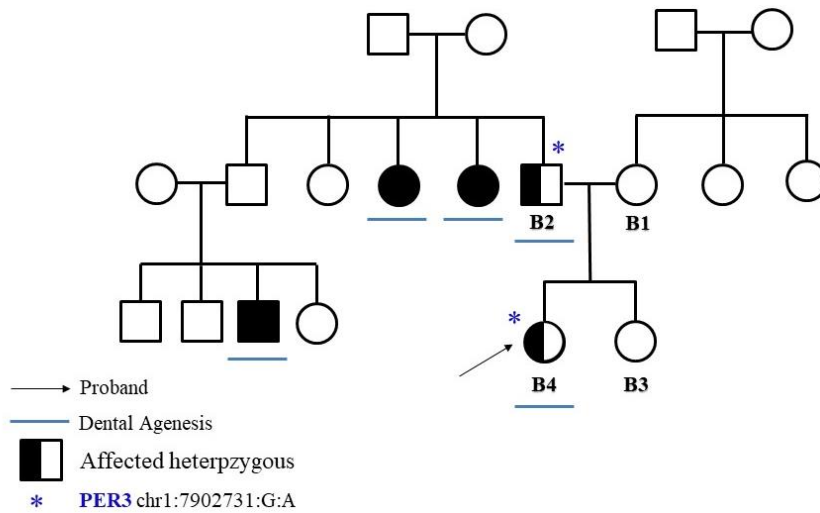 *
B2
B1
*
B4
B3
Proband
Dental Agenesis
Affected heterpzygous
* PER3 chr1:7902731:G:A